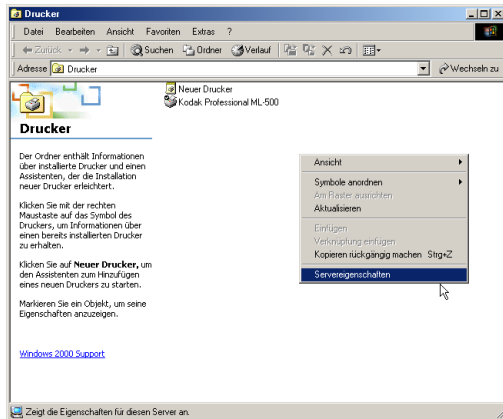 Drucker
Datei Bearbeiten Ansicht Favoriten Extras ?
Zurück Suchen Ordner Verlauf
Adresse Drucker Wechseln zu
Neuer Drucker
Kodak Professional ML-500
Drucker
Der Ordner enthält Informationen
über installierte Drucker und einen
Assistenten, der die Installation
neuer Drucker erleichtert.
Klicken Sie mit der rechten
Maustaste auf das Symbol des
Druckers, um Informationen über
einen bereits installierten Drucker
zu erhalten.
Klicken Sie auf Neuer Drucker, um
den Assistenten zum Hinzufügen
eines neuen Druckers zu starten.
Markieren Sie ein Objekt, um seine
Eigenschaften anzuzeigen.
Windows 2000 Support
Ansicht
Symbole anordnen
Am Raster ausrichten
Aktualisieren
Einfügen
Verknüpfung einfügen
Kopieren rückgängig machen Strg+Z
Servereigenschaften
Zeigt die Eigenschaften für diesen Server an.